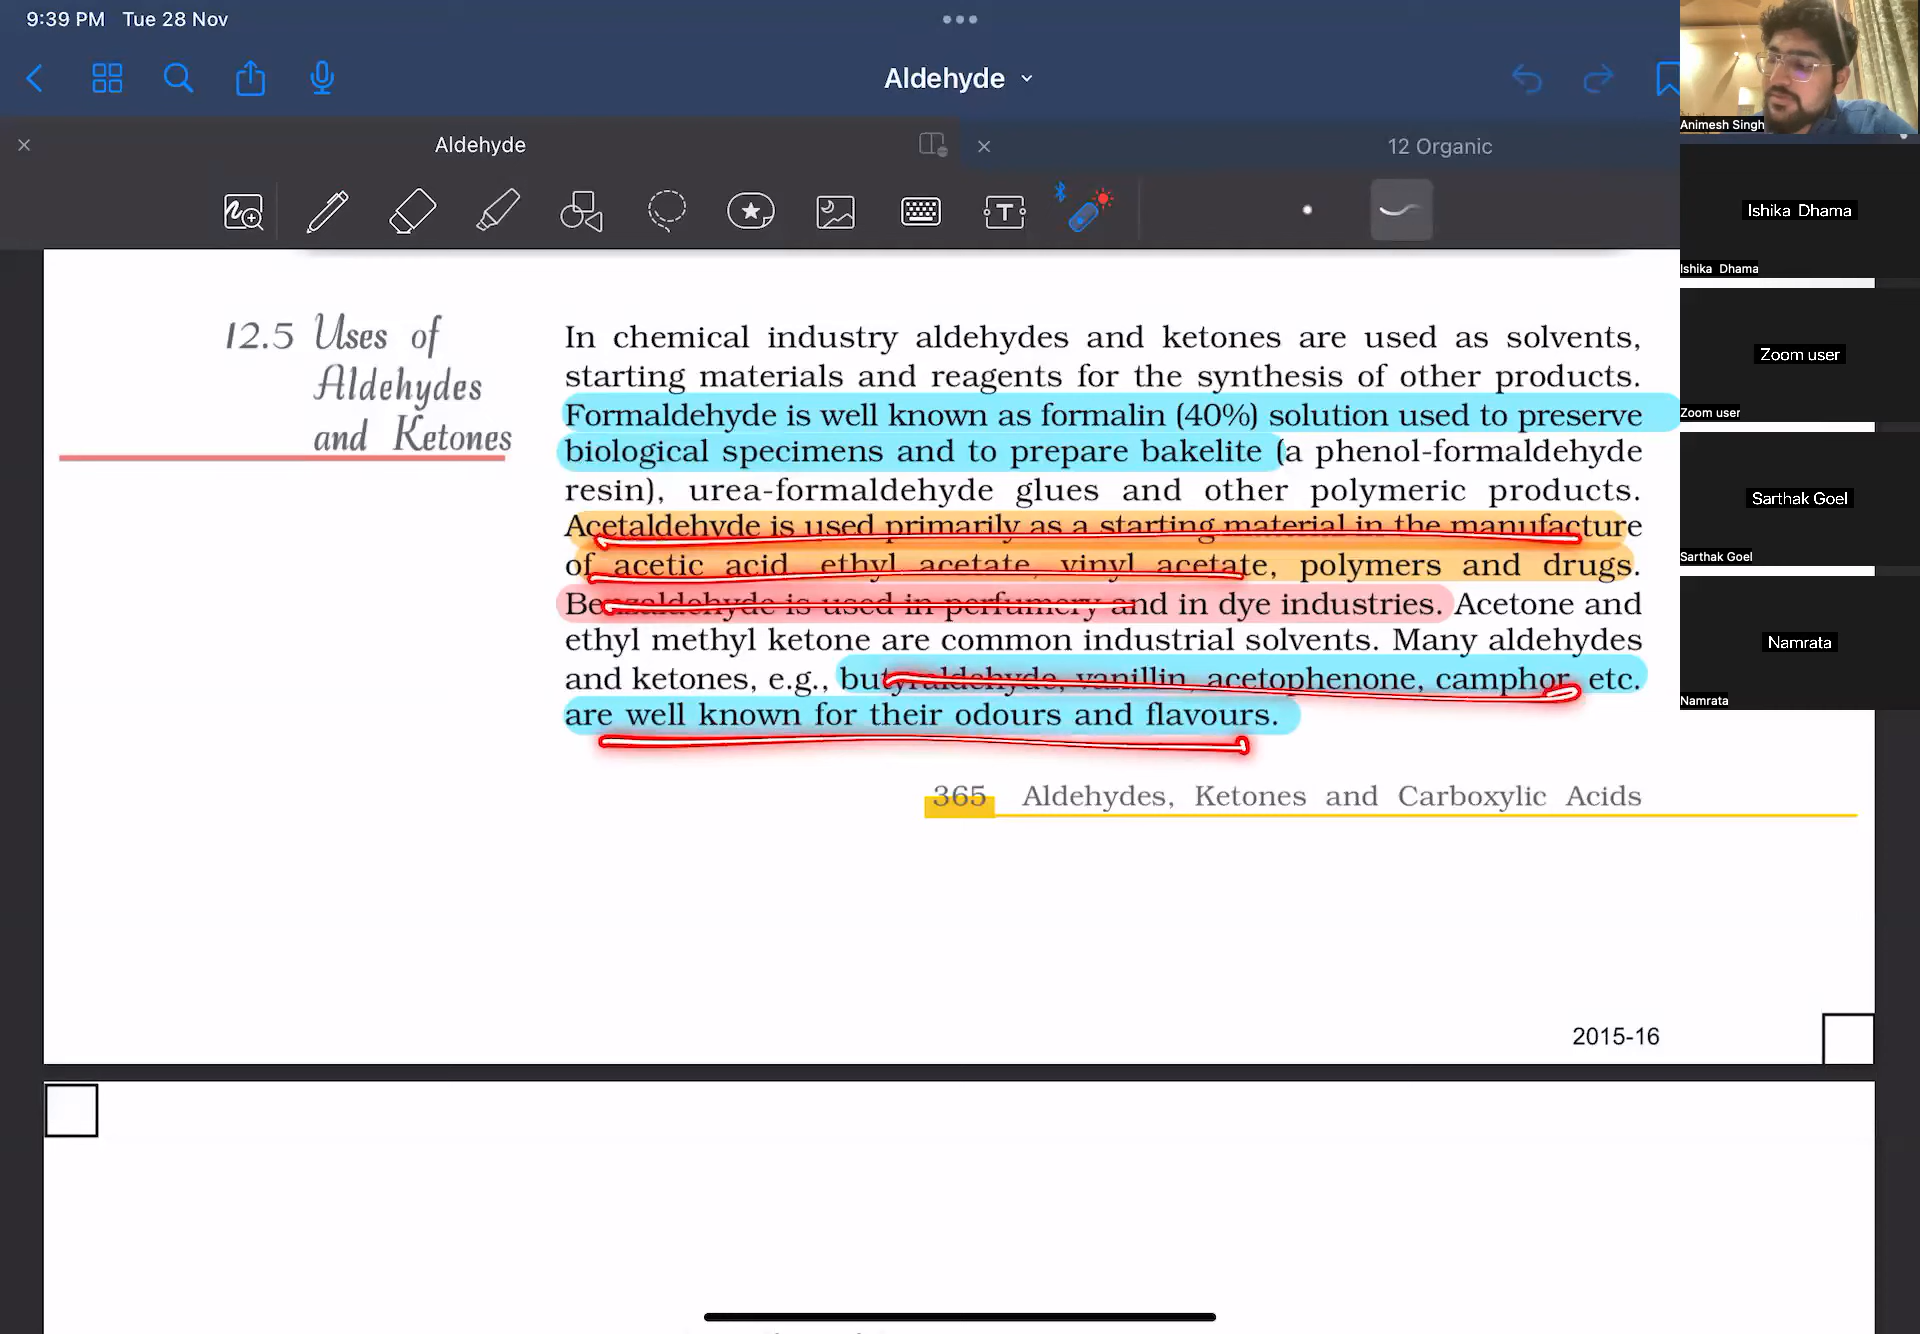 9:39 PM Tue 28 Nov
Aldehyde
Aldehyde
12 Organic
12.5 Uses of
Aldehydes
and Ketones
In chemical industry aldehydes and ketones are used as solvents,
starting materials and reagents for the synthesis of other products.
Formaldehyde is well known as formalin (40%) solution used to preserve
biological specimens and to prepare bakelite (a phenol-formaldehyde
resin), urea-formaldehyde glues and other polymeric products.
Acetaldehyde is used primarily as a starting material in the manufacture
of acetic acid, ethyl acetate, vinyl acetate, polymers and drugs.
Benzaldehyde is used in perfumery and in dye industries. Acetone and
ethyl methyl ketone are common industrial solvents. Many aldehydes
and ketones, e.g., butyraldehyde, vanillin, acetophenone, camphor, etc.
are well known for their odours and flavours.
365 Aldehydes, Ketones and Carboxylic Acids
2015-16
Animesh Singh
Ishika Dhama
Ishika Dhama
Zoom user
Zoom user
Sarthak Goel
Sarthak Goel
Namrata
Namrata